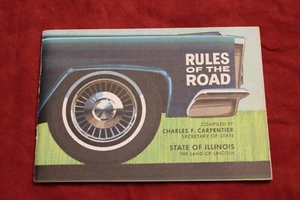 RULES
OF THE
ROAD
COMPILED BY
CHARLES F. CARPENTIER
SECRETARY OF STATE
STATE OF ILLINOIS
THE LAND OF LINCOLN